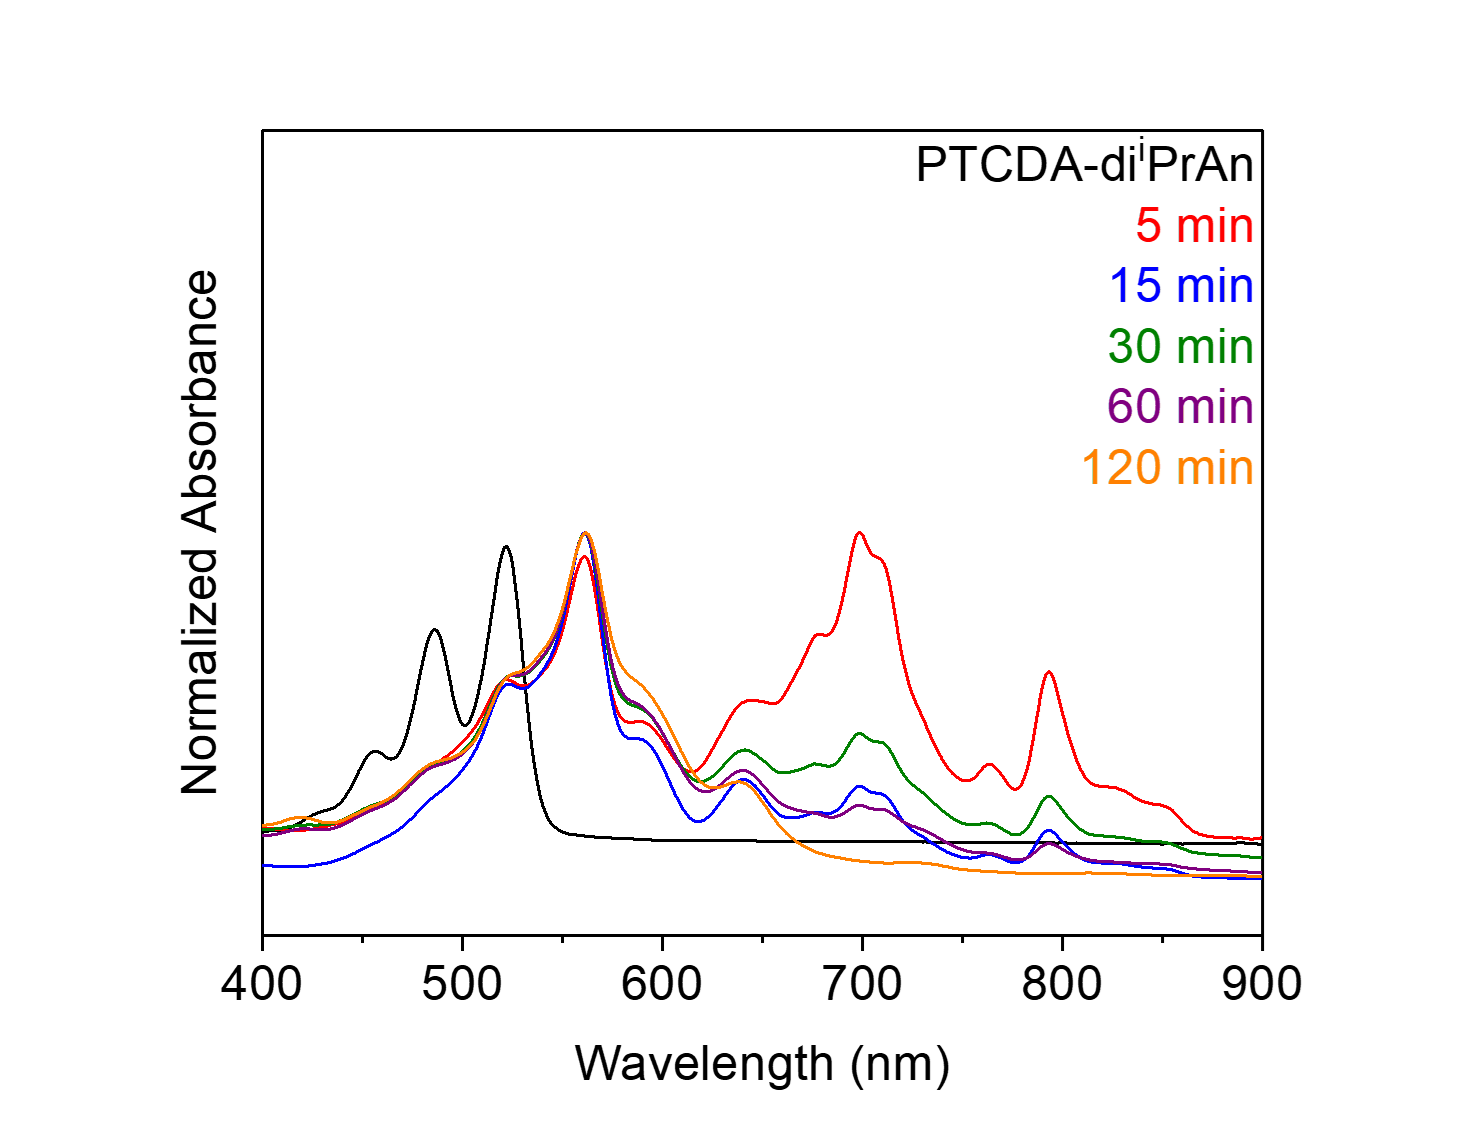 PTCDA-diⁱPrAn
5 min
15 min
30 min
60 min
120 min
Normalized Absorbance
400 500 600 700 800 900
Wavelength (nm)